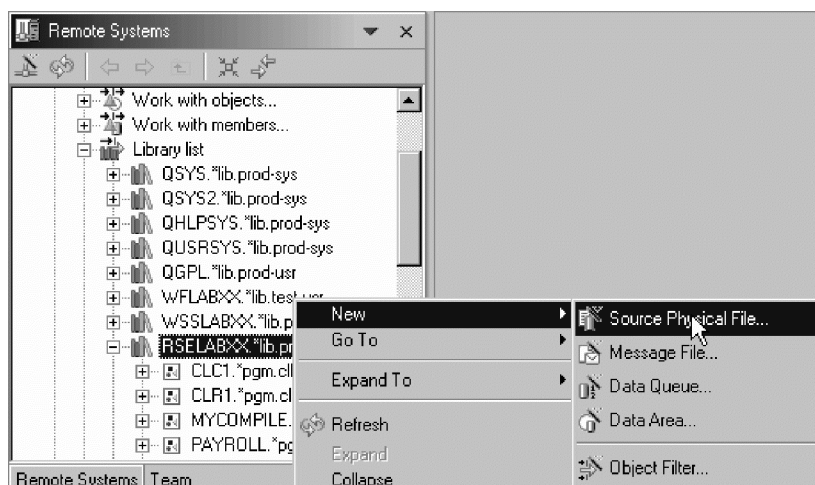 Remote Systems
Work with objects...
Work with members...
Library list
QSYS.*lib.prod-sys
QSYS2.*lib.prod-sys
QHLPSYS.*lib.prod-sys
QUSRSYS.*lib.prod-sys
QGPL.*lib.prod-usr
WFLABXX.*lib.test-usr
WSSLABXX.*lib.p
RSELABXX.*lib.pr
CLC1.*pgm.cl
CLR1.*pgm.cl
MYCOMPILE.
PAYROLL.*pg
Remote Systems Team
New
Go To
Expand To
Refresh
Expand
Collapse
Source Physical File...
Message File...
Data Queue...
Data Area...
Object Filter...